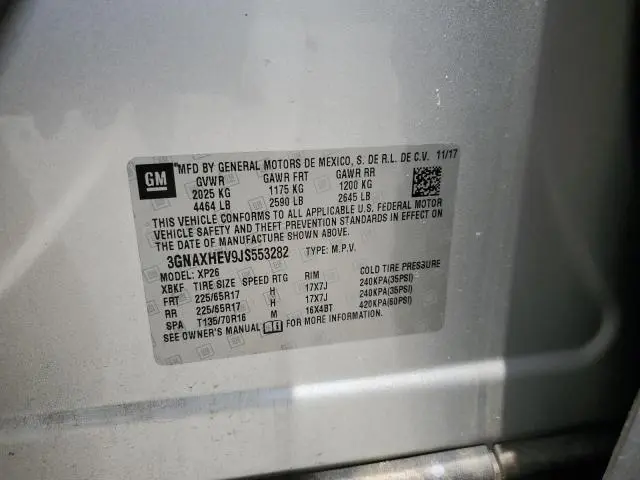 GM
*MFD BY GENERAL MOTORS DE MEXICO, S. DE R.L. DE C.V. 11/17
GVWR GAWR FRT GAWR RR
2025 KG 1175 KG 1200 KG
4464 LB 2590 LB 2645 LB
THIS VEHICLE CONFORMS TO ALL APPLICABLE U.S. FEDERAL MOTOR
VEHICLE SAFETY AND THEFT PREVENTION STANDARDS IN EFFECT ON
THE DATE OF MANUFACTURE SHOWN ABOVE.
3GNAXHEV9JS553282 TYPE: M.P.V.
MODEL: XP26
XBKF TIRE SIZE SPEED RTG RIM COLD TIRE PRESSURE
FRT 225/65R17 H 17X7J 240KPA(35PSI)
RR 225/65R17 H 17X7J 240KPA(35PSI)
SPA T135/70R16 M 16X4BT 420KPA(60PSI)
SEE OWNER'S MANUAL FOR MORE INFORMATION.